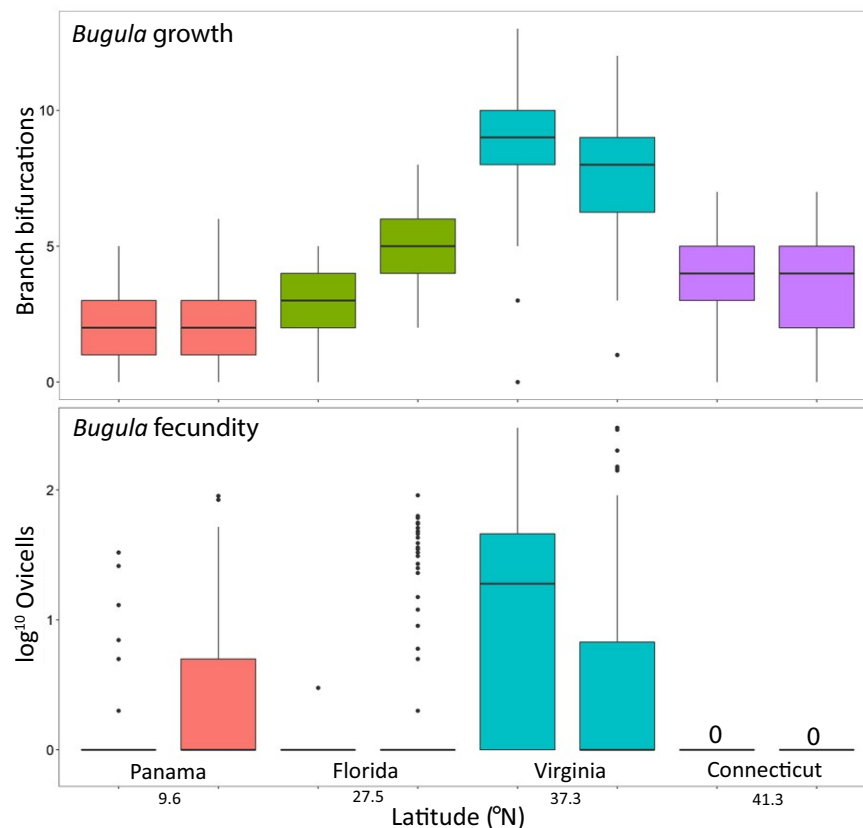 Bugula growth
Branch bifurcations
10
5
0
Bugula fecundity
log¹⁰ Ovicells
2
1
0
0 0
Panama Florida Virginia Connecticut
9.6 27.5 37.3 41.3
Latitude (°N)